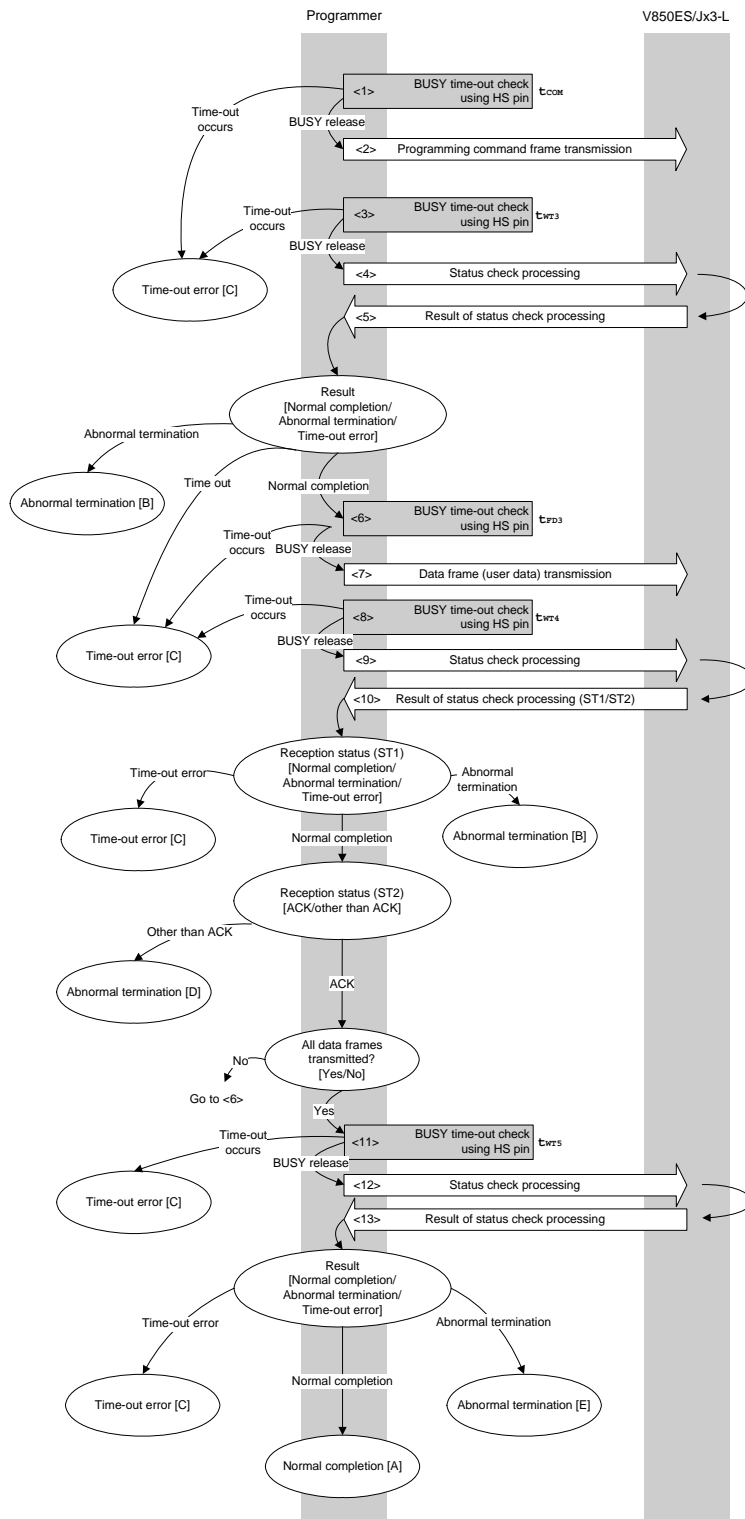 Programmer
V850ES/Jx3-L
<1>
BUSY time-out check
using HS pin
tCOM
Time-out
occurs
BUSY release
<2> Programming command frame transmission
<3>
BUSY time-out check
using HS pin
tWT3
Time-out
occurs
BUSY release
<4> Status check processing
Time-out error [C]
<5> Result of status check processing
Result
[Normal completion/
Abnormal termination/
Time-out error]
Abnormal termination
Abnormal termination [B]
Time out
Normal completion
<6>
BUSY time-out check
using HS pin
tFD3
Time-out
occurs
BUSY release
<7> Data frame (user data) transmission
<8>
BUSY time-out check
using HS pin
tWT4
Time-out
occurs
BUSY release
Time-out error [C]
<9> Status check processing
<10> Result of status check processing (ST1/ST2)
Reception status (ST1)
[Normal completion/
Abnormal termination/
Time-out error]
Time-out error
Abnormal
termination
Time-out error [C]
Abnormal termination [B]
Normal completion
Reception status (ST2)
[ACK/other than ACK]
Other than ACK
Abnormal termination [D]
ACK
All data frames
transmitted?
[Yes/No]
No
Go to <6>
Yes
<11>
BUSY time-out check
using HS pin
tWT5
Time-out
occurs
BUSY release
Time-out error [C]
<12> Status check processing
<13> Result of status check processing
Result
[Normal completion/
Abnormal termination/
Time-out error]
Time-out error
Abnormal termination
Normal completion
Time-out error [C]
Abnormal termination [E]
Normal completion [A]